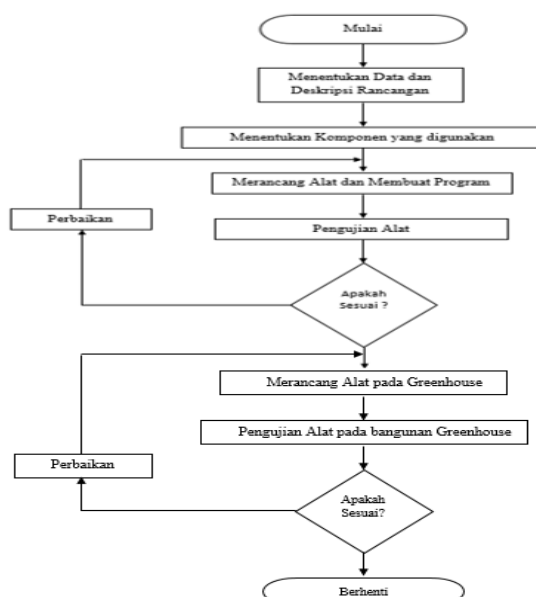 Mulai
Menentukan Data dan
Deskripsi Rancangan
Menentukan Komponen yang digunakan
Merancang Alat dan Membuat Program
Perbaikan
Pengujian Alat
Apakah
Sesuai ?
Merancang Alat pada Greenhouse
Pengujian Alat pada bangunan Greenhouse
Perbaikan
Apakah
Sesuai?
Berhenti